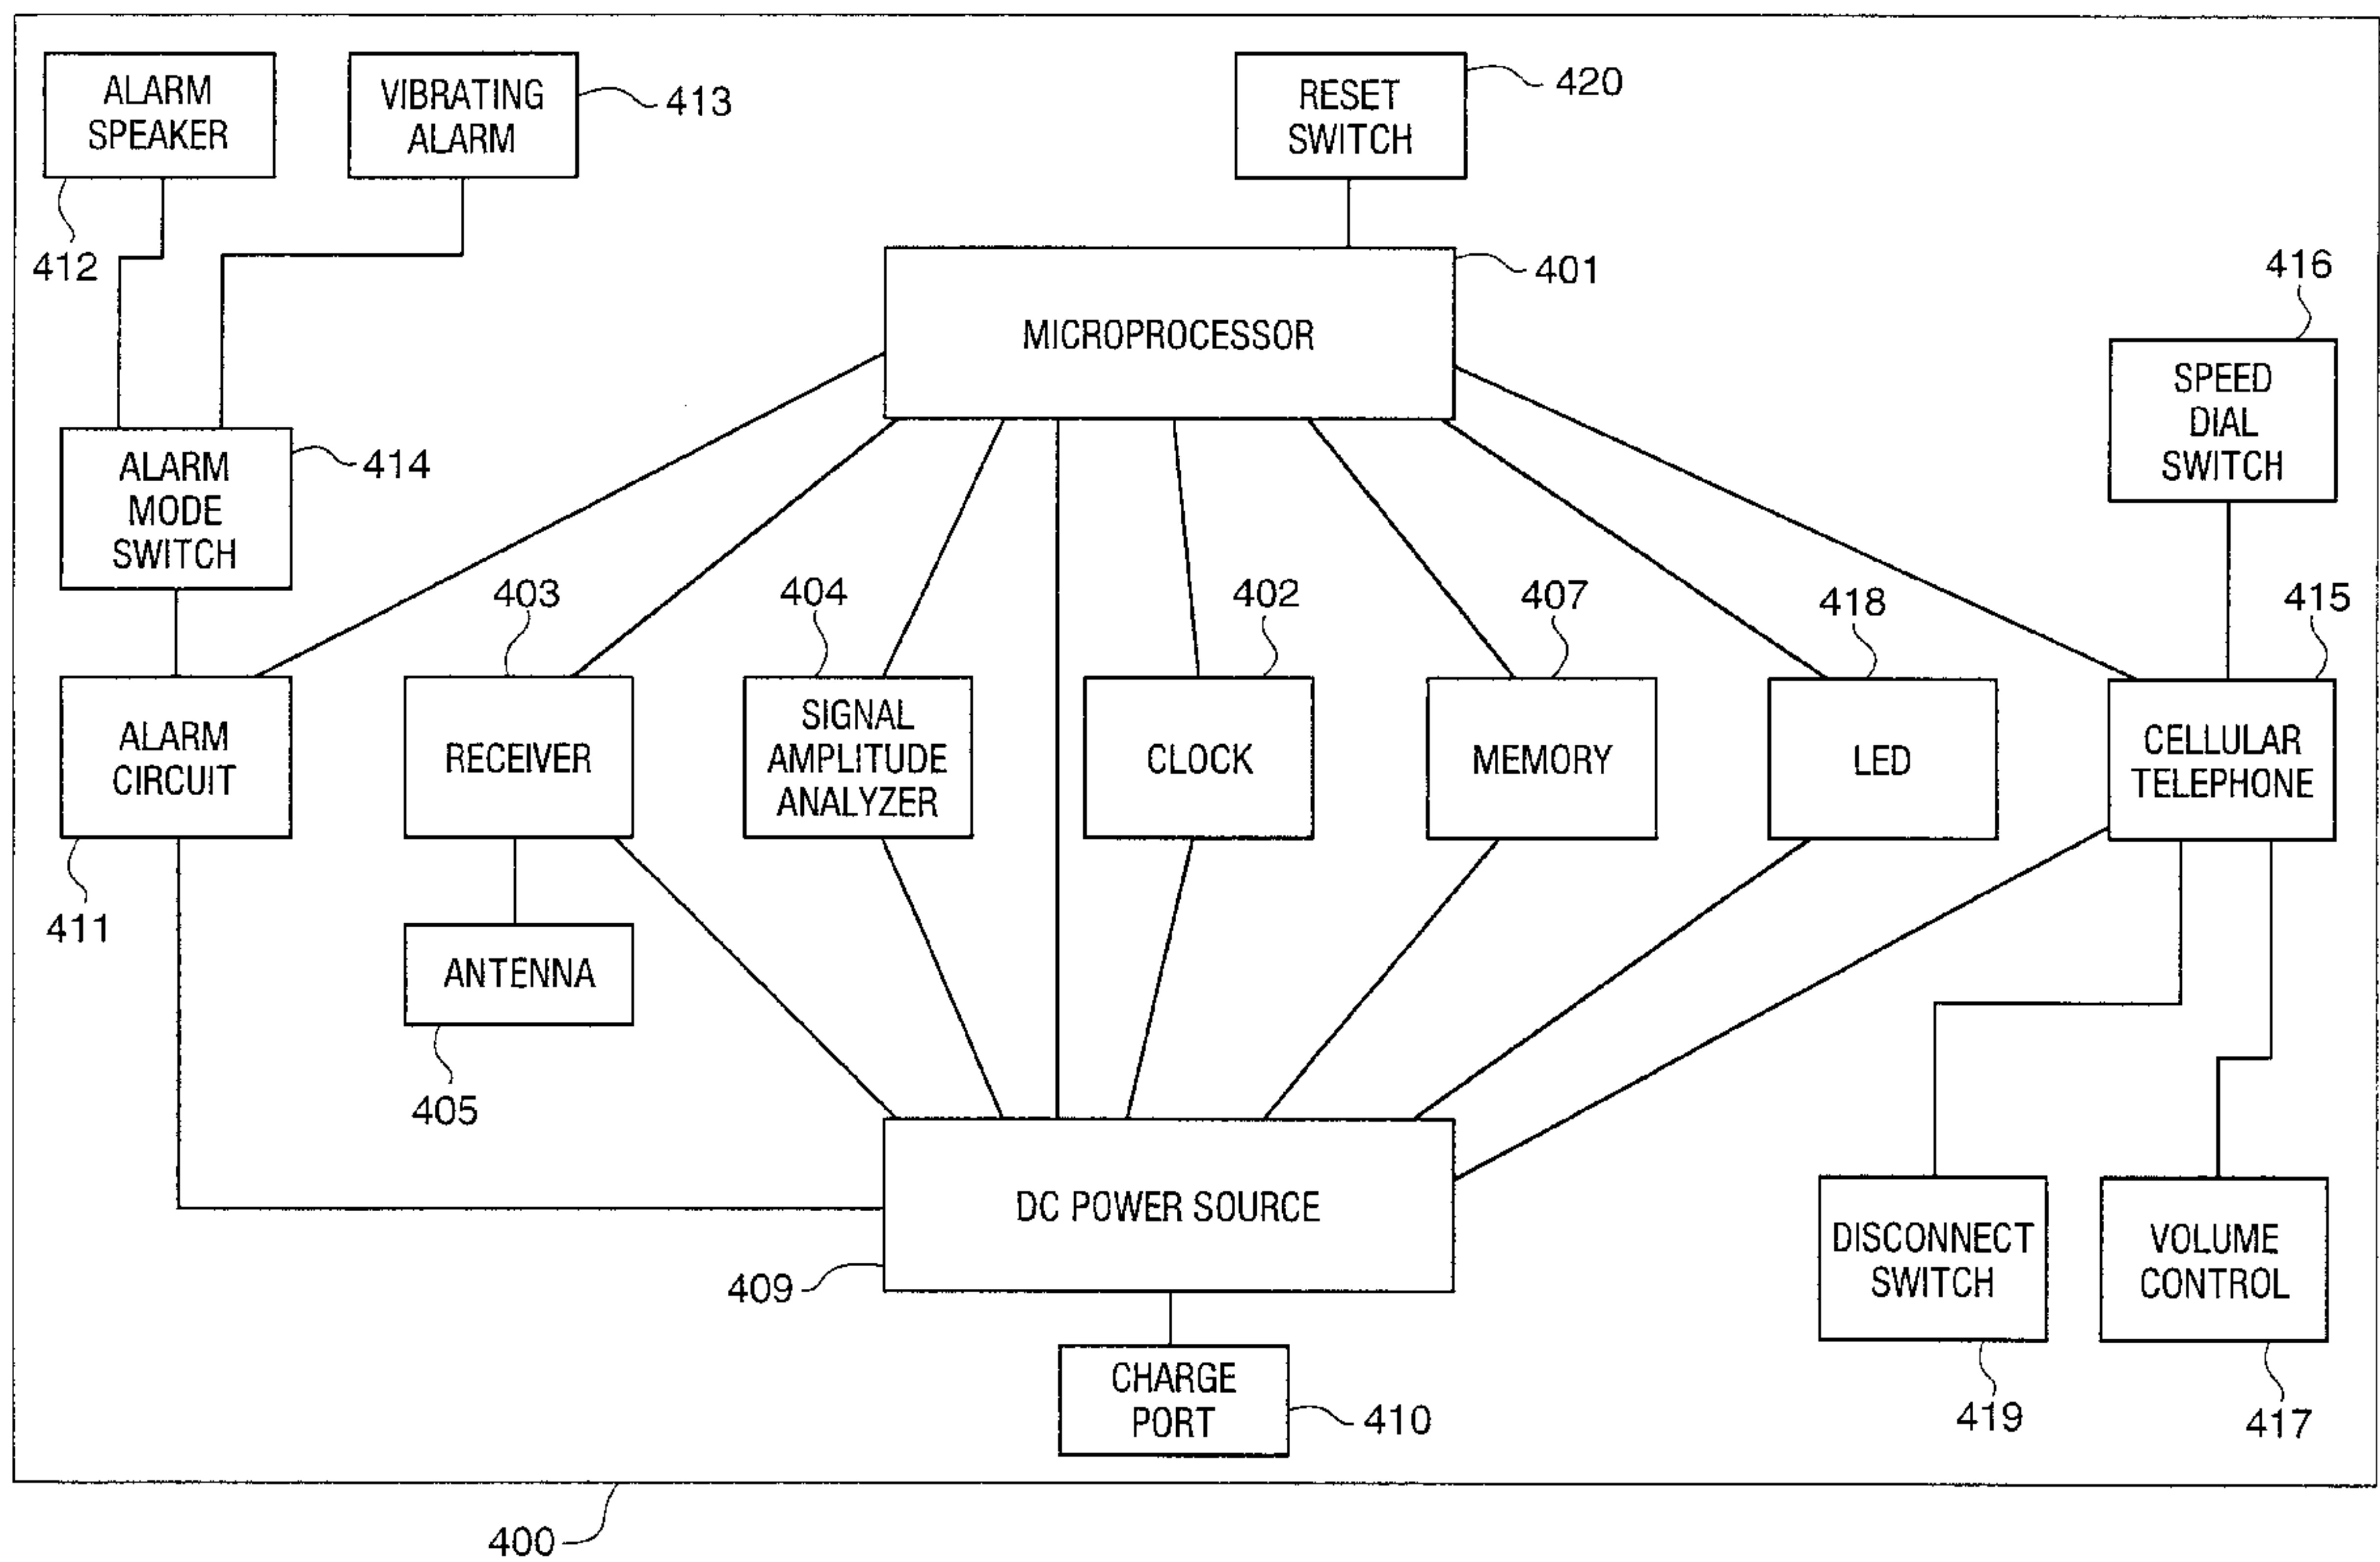 ALARM
SPEAKER
412
VIBRATING
ALARM
413
RESET
SWITCH
420
MICROPROCESSOR
401
416
SPEED
DIAL
SWITCH
ALARM
MODE
SWITCH
414
403
404
402
407
418
415
ALARM
CIRCUIT
411
RECEIVER
SIGNAL
AMPLITUDE
ANALYZER
CLOCK
MEMORY
LED
CELLULAR
TELEPHONE
ANTENNA
405
DC POWER SOURCE
409
DISCONNECT
SWITCH
419
VOLUME
CONTROL
417
CHARGE
PORT
410
400